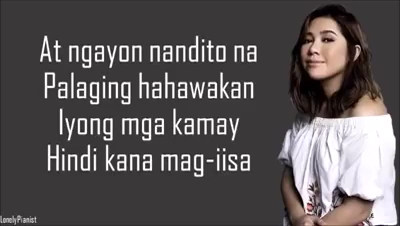 At ngayon nandito na
Palaging hahawakan
Iyong mga kamay
Hindi kana mag-iisa
LonelyPianist